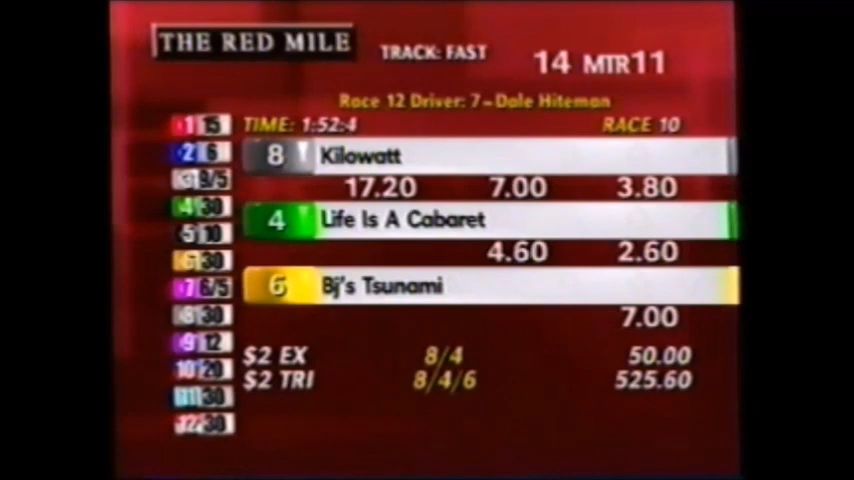 THE RED MILE
TRACK: FAST
14 MTR11
Race 12 Driver: 7-Dale Hiteman
TIME: 1:52:4 RACE 10
1 15
2 6
3 9/5
4 30
5 10
6 30
7 6/5
8 30
9 12
10 20
11 30
12 30
8 Kilowatt
17.20 7.00 3.80
4 Life Is A Cabaret
4.60 2.60
6 Bj's Tsunami
7.00
$2 EX 8/4 50.00
$2 TRI 8/4/6 525.60